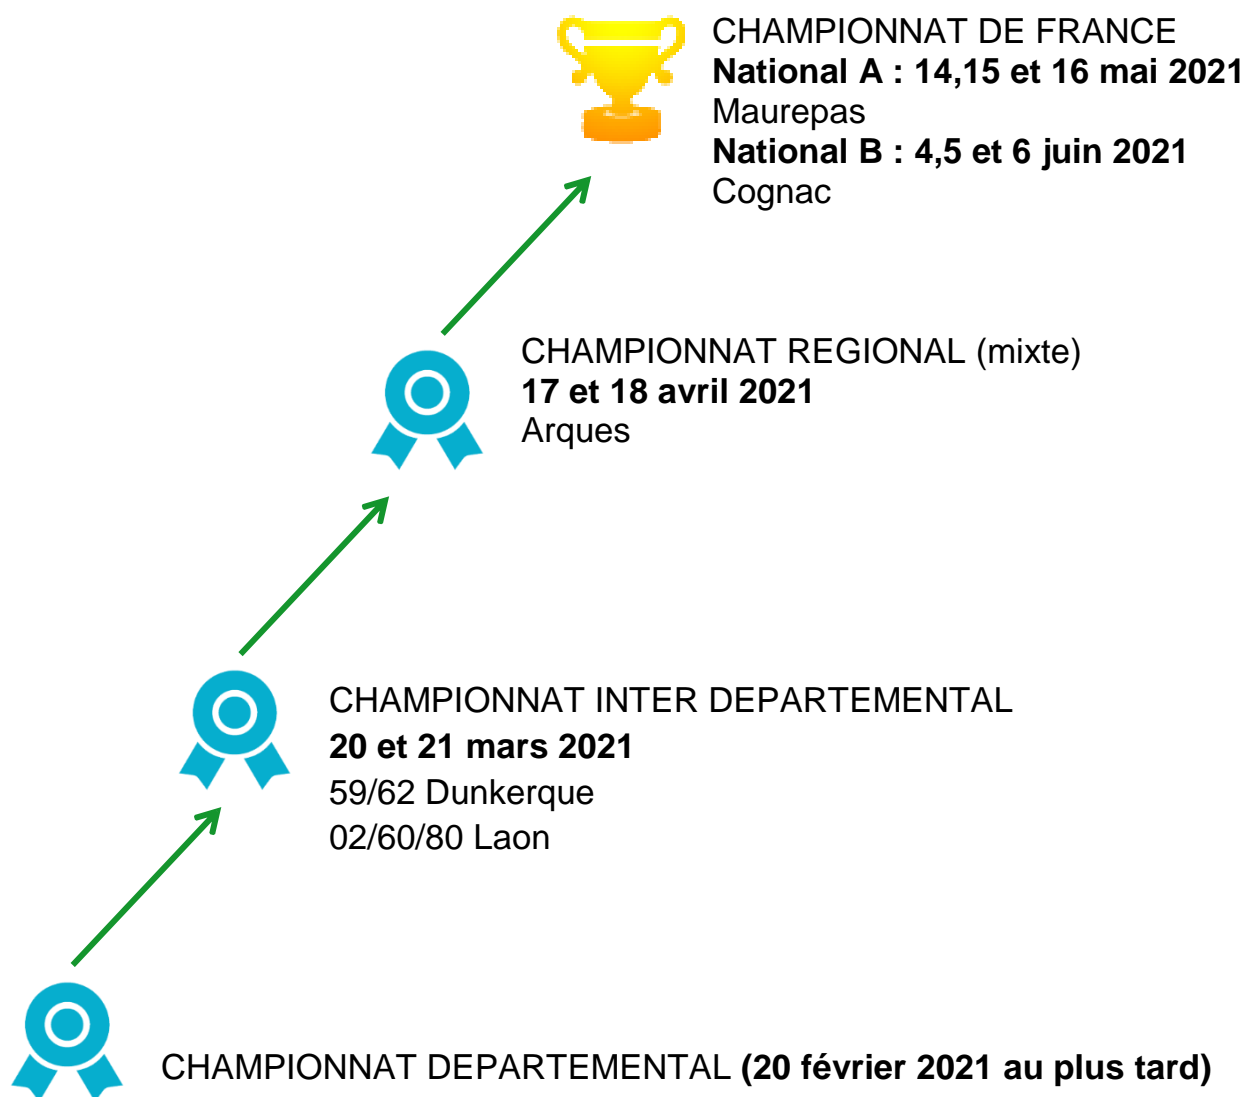 CHAMPIONNAT DE FRANCE
National A : 14,15 et 16 mai 2021
Maurepas
National B : 4,5 et 6 juin 2021
Cognac
CHAMPIONNAT REGIONAL (mixte)
17 et 18 avril 2021
Arques
CHAMPIONNAT INTER DEPARTEMENTAL
20 et 21 mars 2021
59/62 Dunkerque
02/60/80 Laon
CHAMPIONNAT DEPARTEMENTAL (20 février 2021 au plus tard)